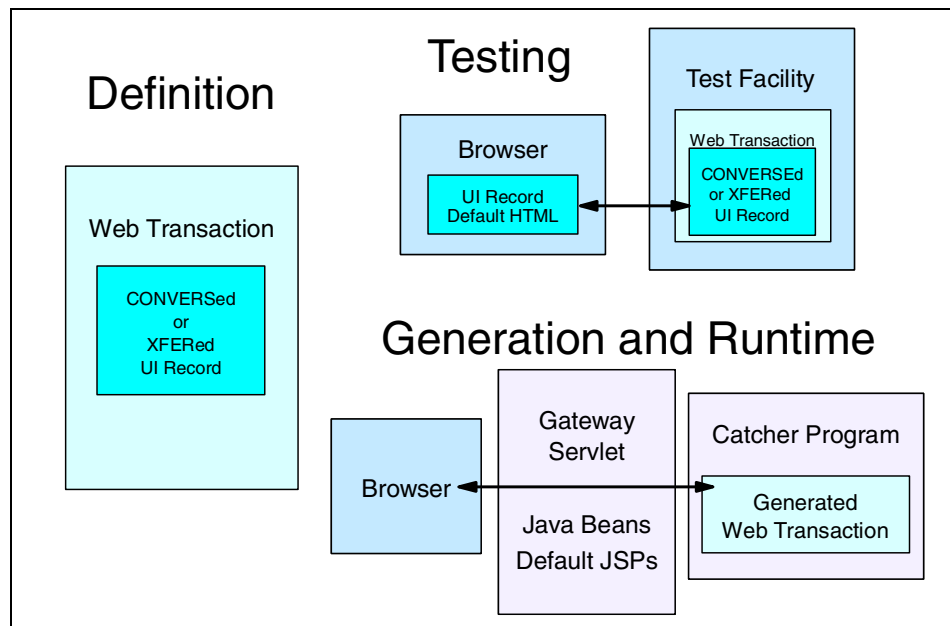 Definition
Web Transaction
CONVERSed
or
XFERed
UI Record
Testing
Browser
UI Record
Default HTML
Test Facility
Web Transaction
CONVERSEd
or XFERed
UI Record
Generation and Runtime
Browser
Gateway
Servlet
Java Beans
Default JSPs
Catcher Program
Generated
Web Transaction